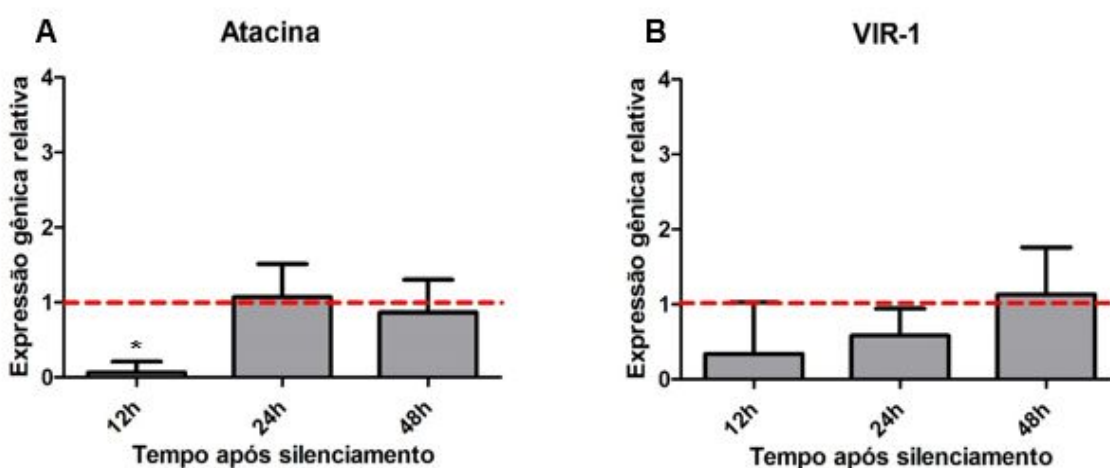 A
Atacina
Expressão gênica relativa
4
3
2
1
0
*
12h
24h
48h
Tempo após silenciamento
B
VIR-1
Expressão gênica relativa
4
3
2
1
0
12h
24h
48h
Tempo após silenciamento